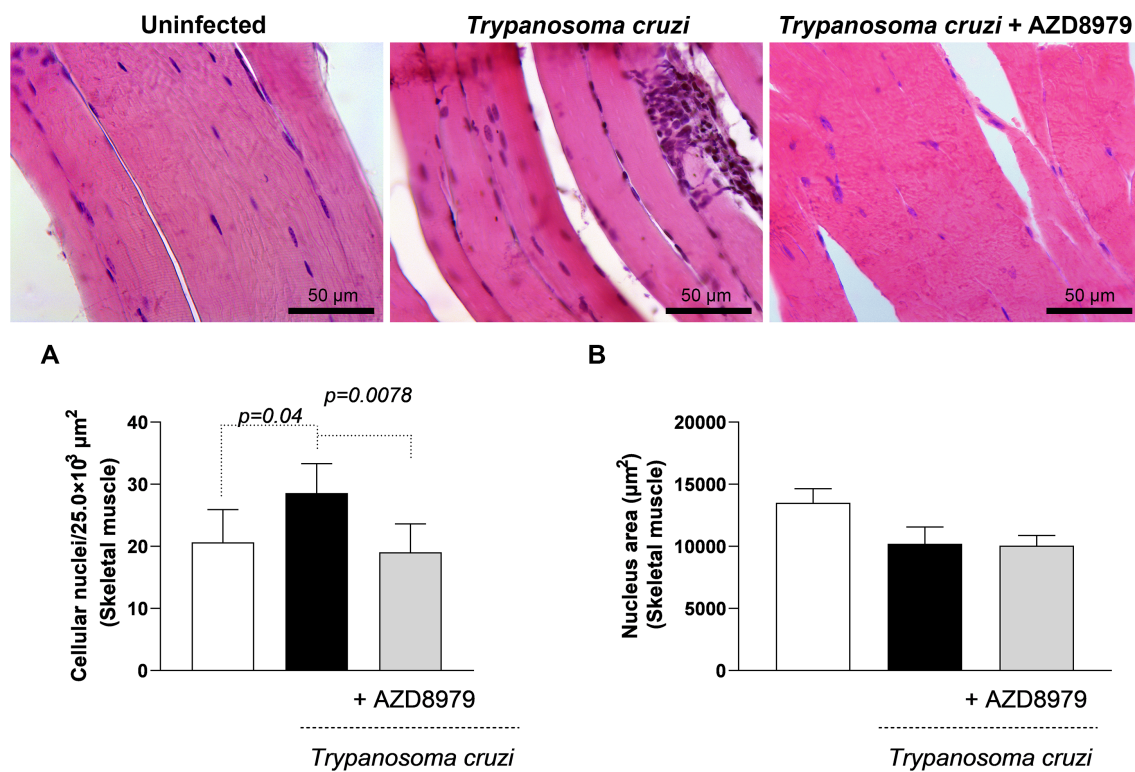 Uninfected
Trypanosoma cruzi
Trypanosoma cruzi + AZD8979
50 µm
50 µm
50 µm
A
B
p=0.0078
p=0.04
Cellular nuclei/25.0×10³ µm²
(Skeletal muscle)
40
30
20
10
0
+ AZD8979
Trypanosoma cruzi
Nucleus area (µm²)
(Skeletal muscle)
20000
15000
10000
5000
0
+ AZD8979
Trypanosoma cruzi